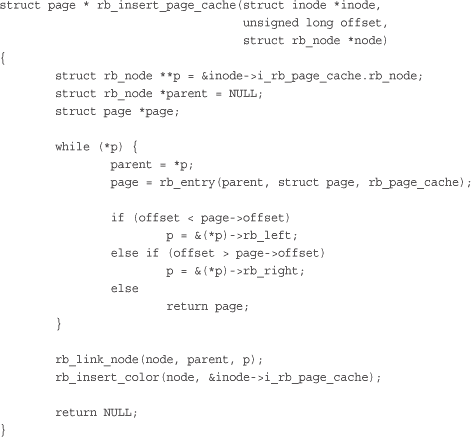 struct page * rb_insert_page_cache(struct inode *inode,
                                   unsigned long offset,
                                   struct rb_node *node)
{
        struct rb_node **p = &inode->i_rb_page_cache.rb_node;
        struct rb_node *parent = NULL;
        struct page *page;

        while (*p) {
                parent = *p;
                page = rb_entry(parent, struct page, rb_page_cache);

                if (offset < page->offset)
                        p = &(*p)->rb_left;
                else if (offset > page->offset)
                        p = &(*p)->rb_right;
                else
                        return page;
        }

        rb_link_node(node, parent, p);
        rb_insert_color(node, &inode->i_rb_page_cache);

        return NULL;
}